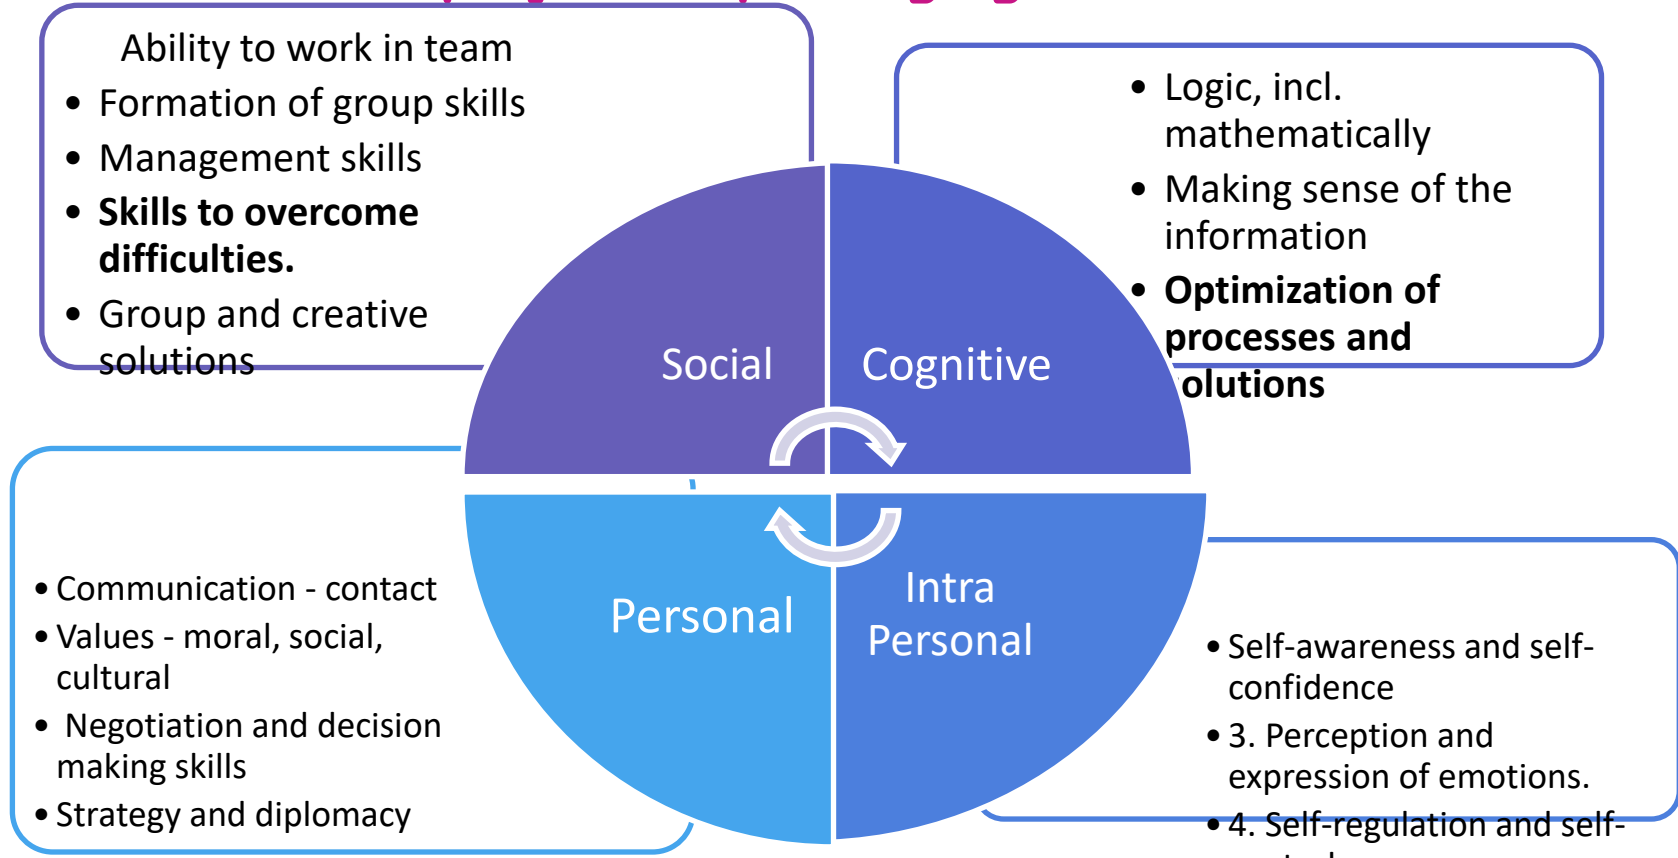 Ability to work in team
• Formation of group skills
• Management skills
• Skills to overcome
difficulties.
• Group and creative
solutions
• Logic, incl.
mathematically
• Making sense of the
information
• Optimization of
processes and
olutions
Social
Cognitive
Personal
Intra
Personal
• Communication - contact
• Values - moral, social,
cultural
• Negotiation and decision
making skills
• Strategy and diplomacy
• Self-awareness and self-
confidence
• 3. Perception and
expression of emotions.
• 4. Self-regulation and self-